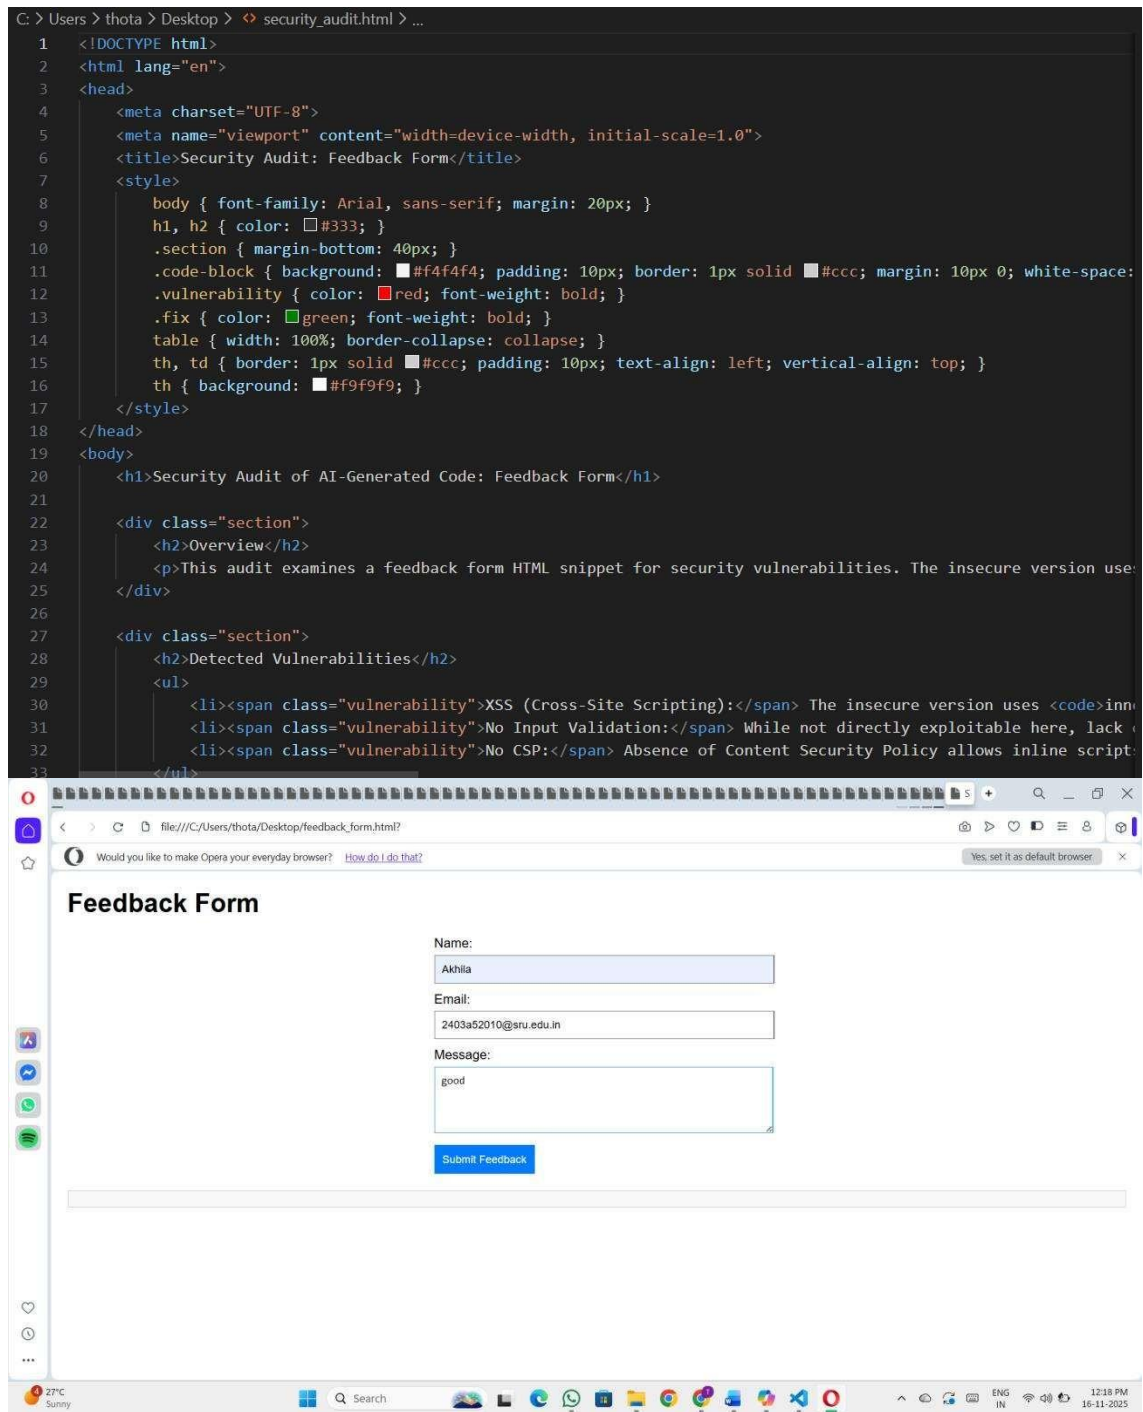 C: > Users > thota > Desktop > <> security_audit.html > ...
1 <!DOCTYPE html>
2 <html lang="en">
3 <head>
4 <meta charset="UTF-8">
5 <meta name="viewport" content="width=device-width, initial-scale=1.0">
6 <title>Security Audit: Feedback Form</title>
7 <style>
8 body { font-family: Arial, sans-serif; margin: 20px; }
9 h1, h2 { color: #333; }
10 .section { margin-bottom: 40px; }
11 .code-block { background: #f4f4f4; padding: 10px; border: 1px solid #ccc; margin: 10px 0; white-space:
12 .vulnerability { color: red; font-weight: bold; }
13 .fix { color: green; font-weight: bold; }
14 table { width: 100%; border-collapse: collapse; }
15 th, td { border: 1px solid #ccc; padding: 10px; text-align: left; vertical-align: top; }
16 th { background: #f9f9f9; }
17 </style>
18 </head>
19 <body>
20 <h1>Security Audit of AI-Generated Code: Feedback Form</h1>
21
22 <div class="section">
23 <h2>Overview</h2>
24 <p>This audit examines a feedback form HTML snippet for security vulnerabilities. The insecure version use
25 </div>
26
27 <div class="section">
28 <h2>Detected Vulnerabilities</h2>
29 <ul>
30 <li><span class="vulnerability">XSS (Cross-Site Scripting):</span> The insecure version uses <code>inn
31 <li><span class="vulnerability">No Input Validation:</span> While not directly exploitable here, lack
32 <li><span class="vulnerability">No CSP:</span> Absence of Content Security Policy allows inline script
33 </ul>
S
file:///C:/Users/thota/Desktop/feedback_form.html?
Would you like to make Opera your everyday browser? How do I do that? Yes, set it as default browser
Feedback Form
Name:
Akhila
Email:
2403a52010@sru.edu.in
Message:
good
Submit Feedback
4 27°C
Sunny
Search
ENG
IN
12:18 PM
16-11-2025